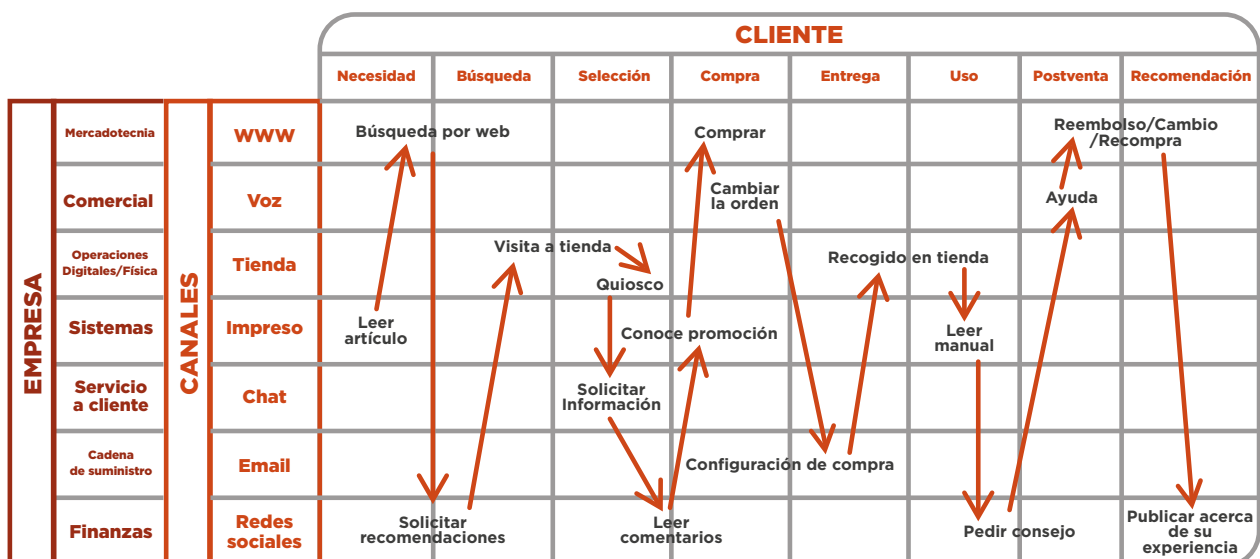 CLIENTE
Necesidad
Búsqueda
Selección
Compra
Entrega
Uso
Postventa
Recomendación
EMPRESA
CANALES
Mercadotecnia
WWW
Búsqueda por web
Comprar
Reembolso/Cambio
/Recompra
Comercial
Voz
Cambiar
la orden
Ayuda
Operaciones
Digitales/Física
Tienda
Visita a tienda
Quiosco
Recogido en tienda
Sistemas
Impreso
Leer
artículo
Conoce promoción
Leer
manual
Servicio
a cliente
Chat
Solicitar
Información
Cadena
de suministro
Email
Configuración de compra
Finanzas
Redes
sociales
Solicitar
recomendaciones
Leer
comentarios
Pedir consejo
Publicar acerca
de su
experiencia